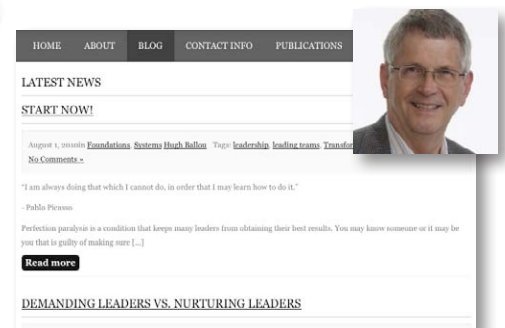 HOME ABOUT BLOG CONTACT INFO PUBLICATIONS
LATEST NEWS
START NOW!
August 1, 2010in Foundations, Systems Hugh Ballou Tags: leadership, leading teams, Transfor
No Comments »
"I am always doing that which I cannot do, in order that I may learn how to do it."
- Pablo Picasso
Perfection paralysis is a condition that keeps many leaders from obtaining their best results. You may know someone or it may be
you that is guilty of making sure [...]
Read more
DEMANDING LEADERS VS. NURTURING LEADERS